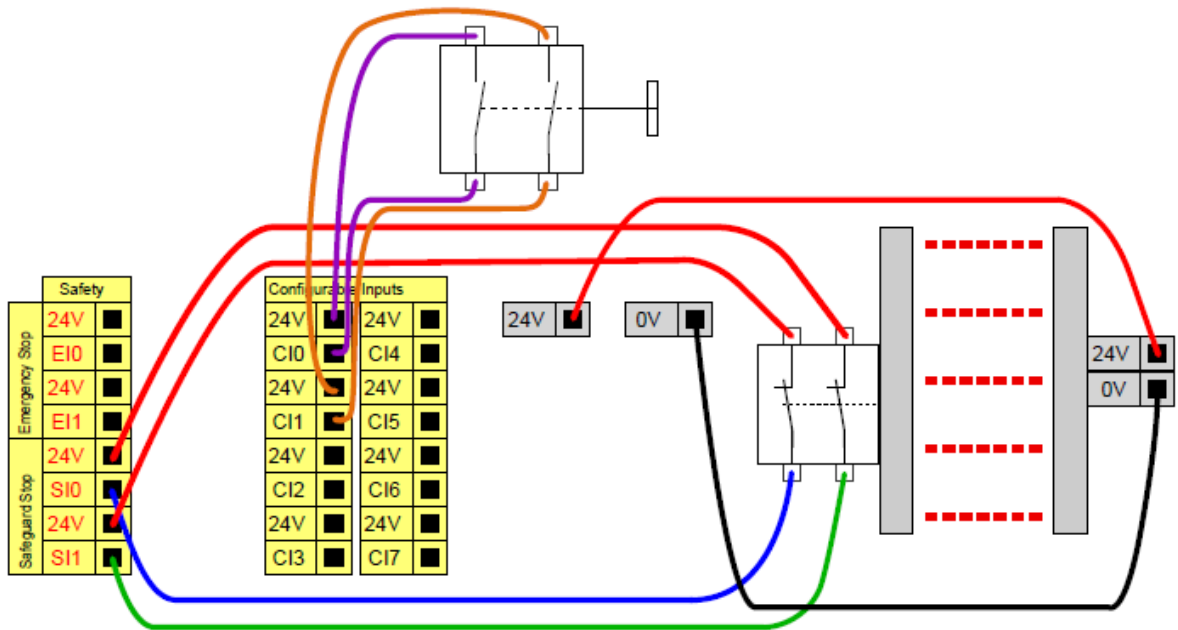 Safety
Emergency Stop
24V
EI0
24V
EI1
Safeguard Stop
24V
SI0
24V
SI1
Configurable Inputs
24V 24V
CI0 CI4
24V 24V
CI1 CI5
24V 24V
CI2 CI6
24V 24V
CI3 CI7
24V
0V
24V
0V